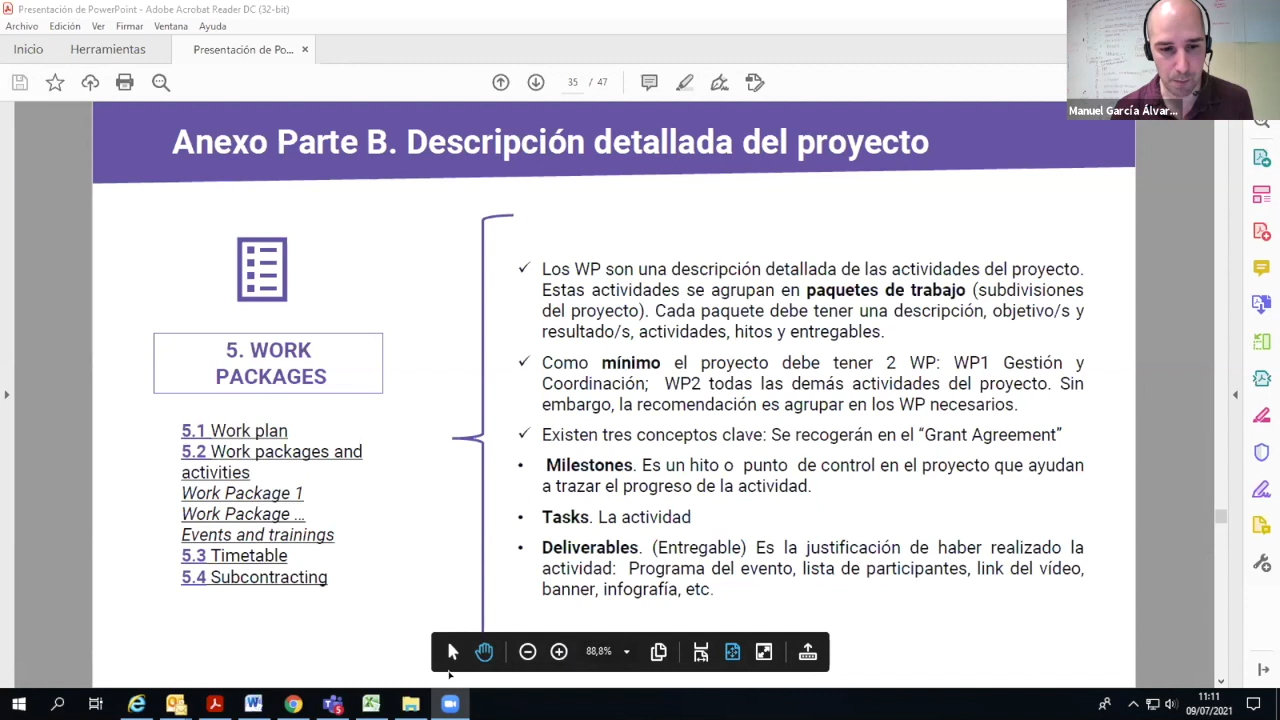 Presentación de PowerPoint - Adobe Acrobat Reader DC (32-bit)
Archivo Edición Ver Firmar Ventana Ayuda
Inicio Herramientas Presentación de Po... ×
35 / 47
Manuel García Álvar...
Anexo Parte B. Descripción detallada del proyecto
5. WORK
PACKAGES
5.1 Work plan
5.2 Work packages and
activities
Work Package 1
Work Package ...
Events and trainings
5.3 Timetable
5.4 Subcontracting
✓ Los WP son una descripción detallada de las actividades del proyecto.
Estas actividades se agrupan en paquetes de trabajo (subdivisiones
del proyecto). Cada paquete debe tener una descripción, objetivo/s y
resultado/s, actividades, hitos y entregables.
✓ Como mínimo el proyecto debe tener 2 WP: WP1 Gestión y
Coordinación; WP2 todas las demás actividades del proyecto. Sin
embargo, la recomendación es agrupar en los WP necesarios.
✓ Existen tres conceptos clave: Se recogerán en el “Grant Agreement”
• Milestones. Es un hito o punto de control en el proyecto que ayudan
a trazar el progreso de la actividad.
• Tasks. La actividad
• Deliverables. (Entregable) Es la justificación de haber realizado la
actividad: Programa del evento, lista de participantes, link del vídeo,
banner, infografía, etc.
88,8%
11:11
09/07/2021